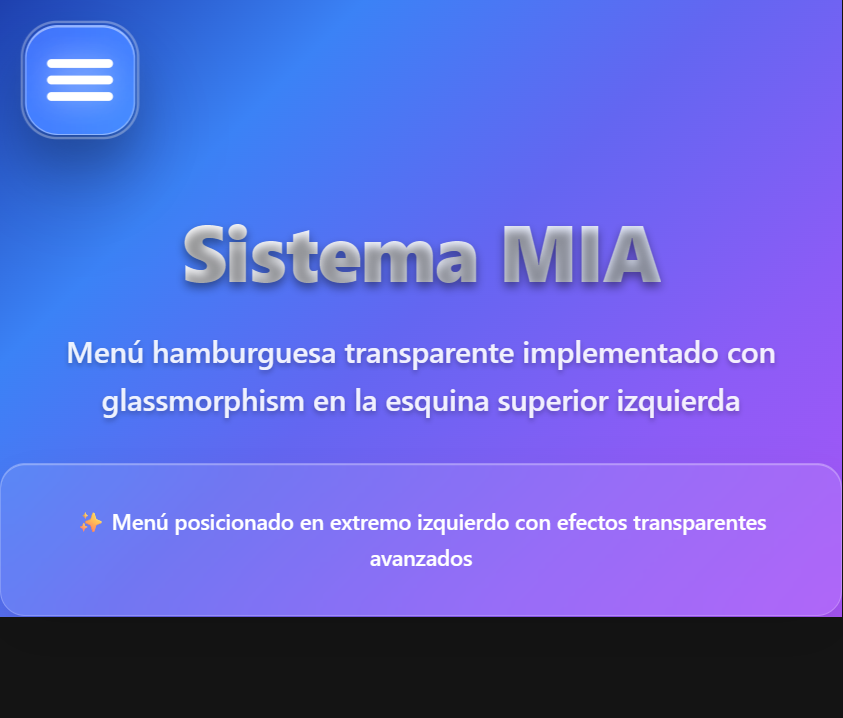 Sistema MIA
Menú hamburguesa transparente implementado con
glassmorphism en la esquina superior izquierda
✨ Menú posicionado en extremo izquierdo con efectos transparentes
avanzados